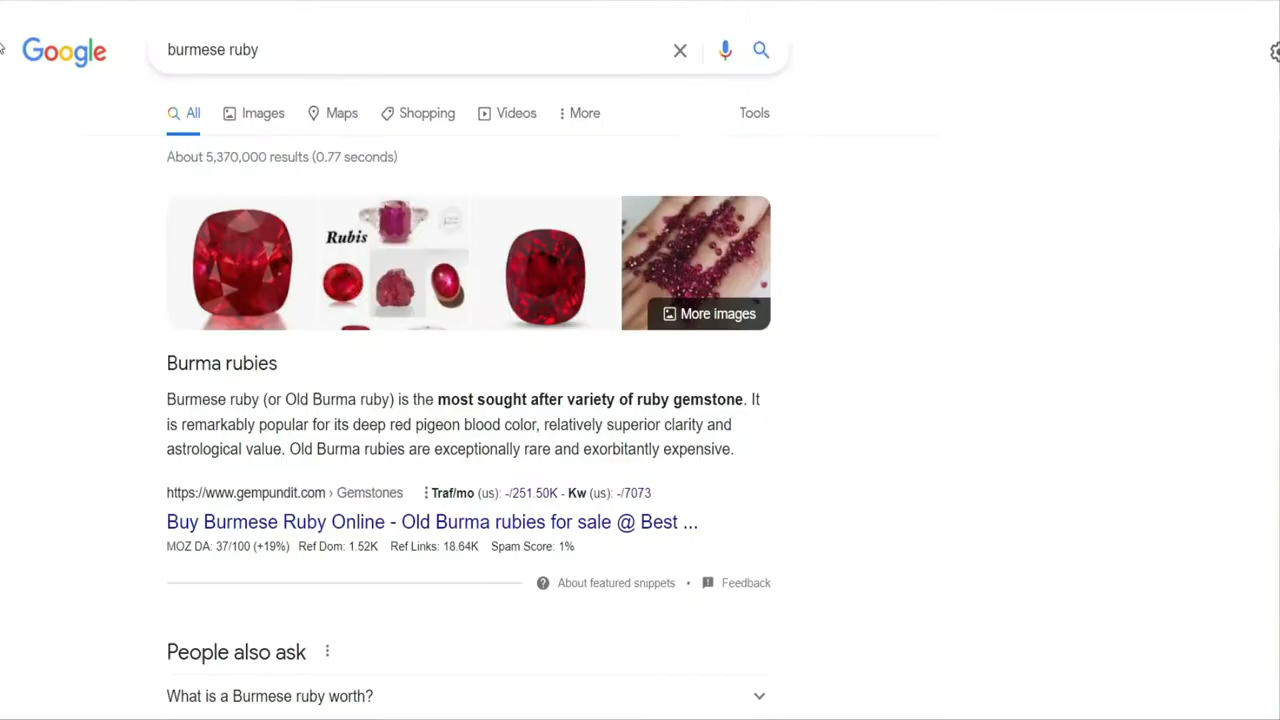 Google
burmese ruby
All Images Maps Shopping Videos More Tools
About 5,370,000 results (0.77 seconds)
Rubis
More images
Burma rubies
Burmese ruby (or Old Burma ruby) is the most sought after variety of ruby gemstone. It
is remarkably popular for its deep red pigeon blood color, relatively superior clarity and
astrological value. Old Burma rubies are exceptionally rare and exorbitantly expensive.
https://www.gempundit.com › Gemstones Traf/mo (us): -/251.50K - Kw (us): -/7073
Buy Burmese Ruby Online - Old Burma rubies for sale @ Best ...
MOZ DA: 37/100 (+19%) Ref Dom: 1.52K Ref Links: 18.64K Spam Score: 1%
About featured snippets • Feedback
People also ask
What is a Burmese ruby worth?